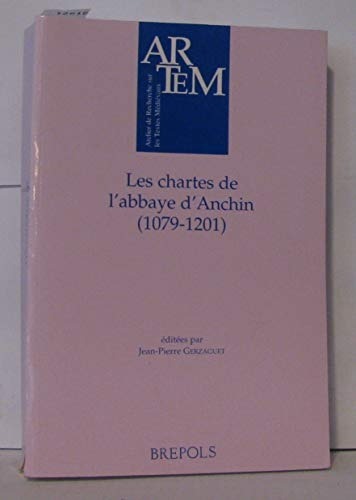 AR
TEM
Atelier de Recherche sur
les Textes Médiévaux
Les chartes de
l'abbaye d'Anchin
(1079-1201)
éditées par
Jean-Pierre GERZAGUET
BREPOLS